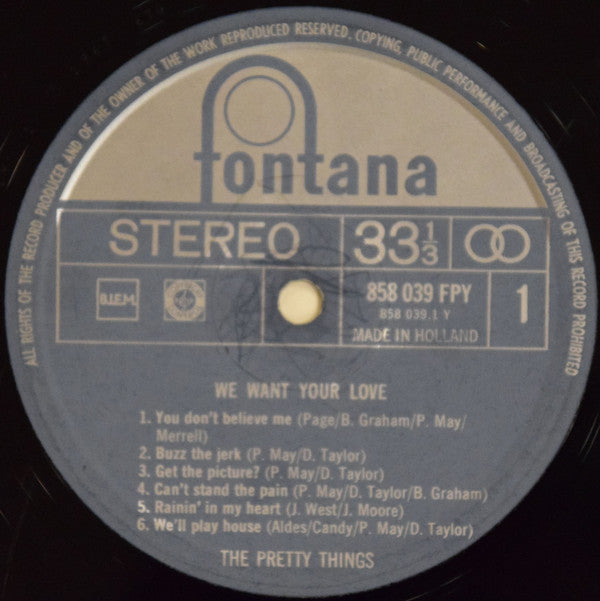 ALL RIGHTS OF THE RECORD PRODUCER AND OF THE OWNER OF THE WORK REPRODUCED RESERVED. COPYING, PUBLIC PERFORMANCE AND BROADCASTING OF THIS RECORD PROHIBITED
fontana
STEREO 33 1/3
B.I.E.M. 858 039 FPY 1
858 039.1 Y
MADE IN HOLLAND
WE WANT YOUR LOVE
1. You don't believe me (Page/B. Graham/P. May/
Merrell)
2. Buzz the jerk (P. May/D. Taylor)
3. Get the picture? (P. May/D. Taylor)
4. Can't stand the pain (P. May/D. Taylor/B. Graham)
5. Rainin' in my heart (J. West/J. Moore)
6. We'll play house (Aldes/Candy/P. May/D. Taylor)
THE PRETTY THINGS